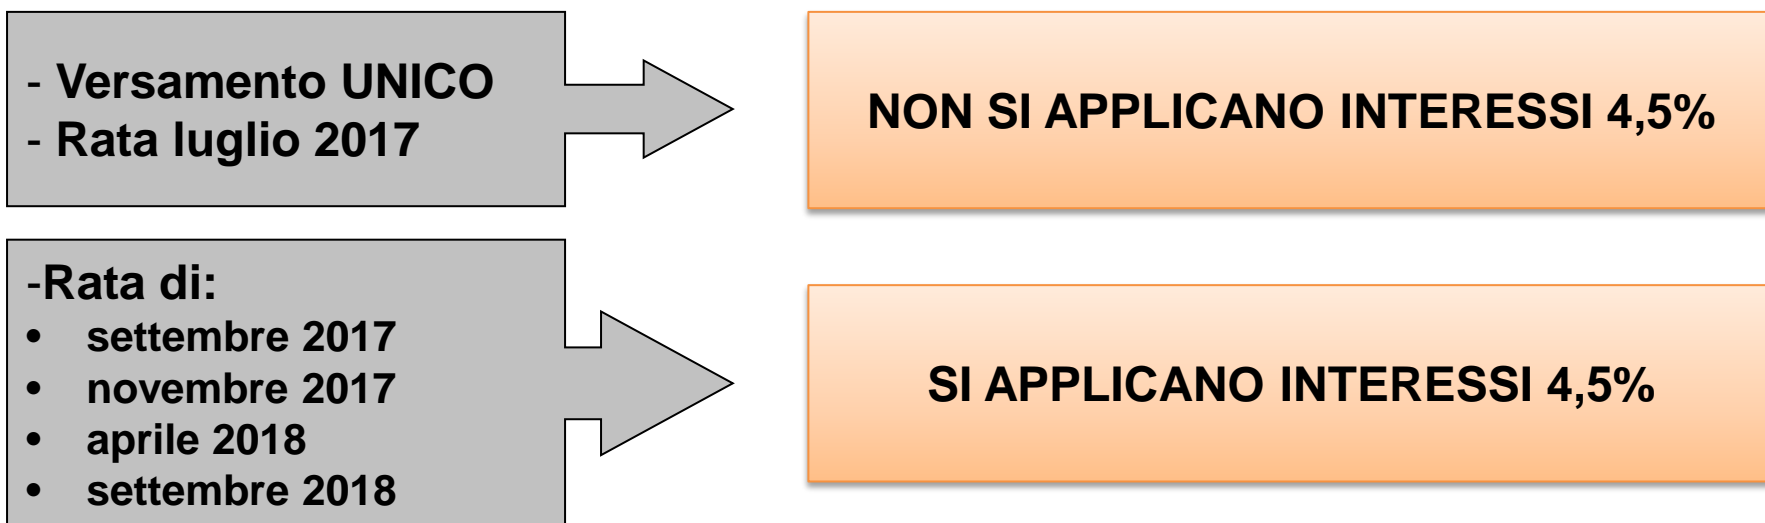 - Versamento UNICO
- Rata luglio 2017
NON SI APPLICANO INTERESSI 4,5%
-Rata di:
• settembre 2017
• novembre 2017
• aprile 2018
• settembre 2018
SI APPLICANO INTERESSI 4,5%